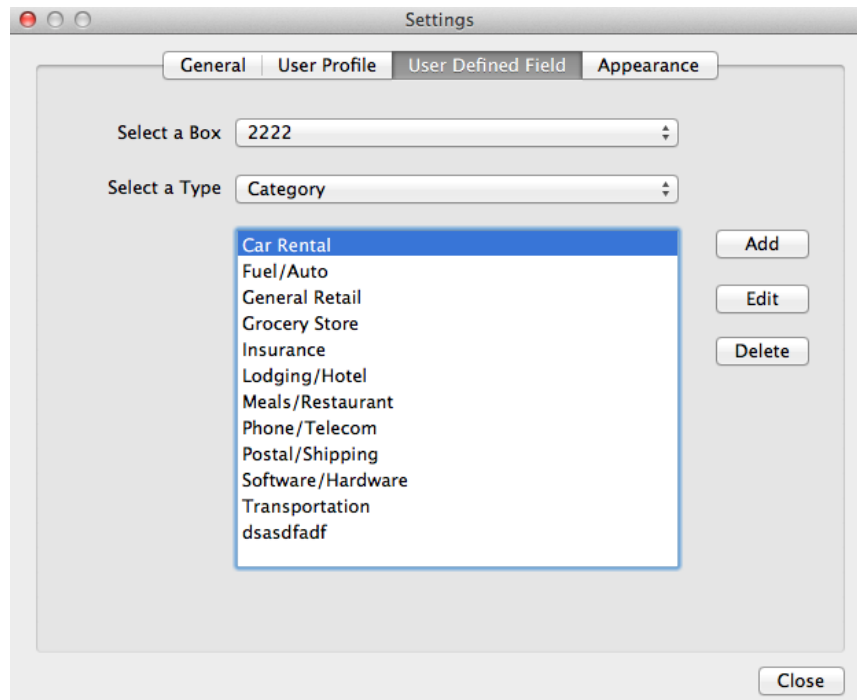 Settings
General User Profile User Defined Field Appearance
Select a Box 2222
Select a Type Category
Car Rental Add
Fuel/Auto
General Retail Edit
Grocery Store
Insurance Delete
Lodging/Hotel
Meals/Restaurant
Phone/Telecom
Postal/Shipping
Software/Hardware
Transportation
dsasdfadf
Close